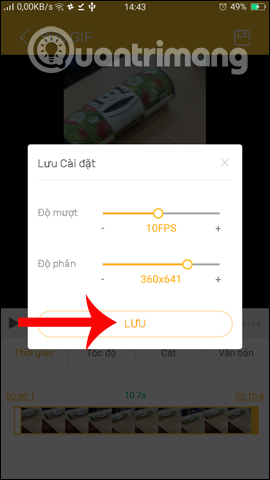 0,00KB/s 14:43 49%
GIF
Quantrimang
Lưu Cài đặt
Độ mượt
- 10FPS +
Độ phân
- 360x641 +
LƯU
Thời gian Tốc độ Cắt Văn bản
00:00.1 10.7s 00:10.8